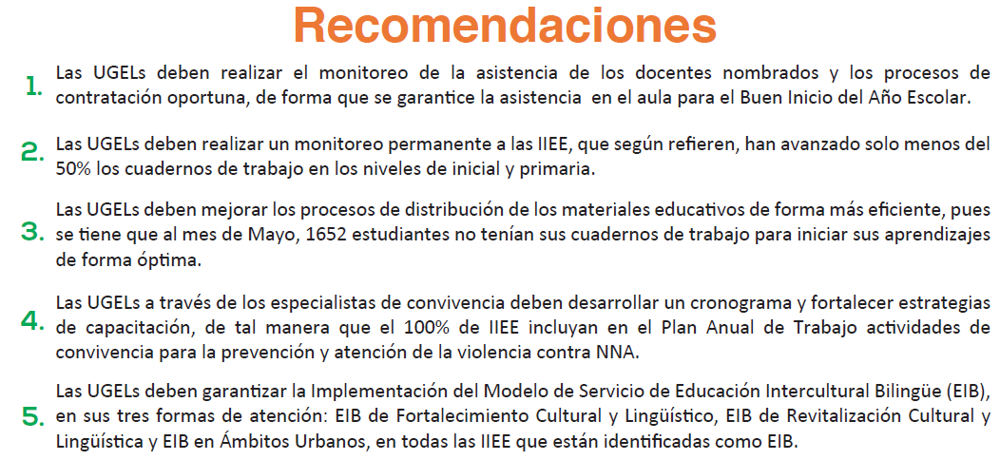 Recomendaciones
1. Las UGELs deben realizar el monitoreo de la asistencia de los docentes nombrados y los procesos de
contratación oportuna, de forma que se garantice la asistencia en el aula para el Buen Inicio del Año Escolar.
2. Las UGELs deben realizar un monitoreo permanente a las IIEE, que según refieren, han avanzado solo menos del
50% los cuadernos de trabajo en los niveles de inicial y primaria.
3. Las UGELs deben mejorar los procesos de distribución de los materiales educativos de forma más eficiente, pues
se tiene que al mes de Mayo, 1652 estudiantes no tenían sus cuadernos de trabajo para iniciar sus aprendizajes
de forma óptima.
4. Las UGELs a través de los especialistas de convivencia deben desarrollar un cronograma y fortalecer estrategias
de capacitación, de tal manera que el 100% de IIEE incluyan en el Plan Anual de Trabajo actividades de
convivencia para la prevención y atención de la violencia contra NNA.
5. Las UGELs deben garantizar la Implementación del Modelo de Servicio de Educación Intercultural Bilingüe (EIB),
en sus tres formas de atención: EIB de Fortalecimiento Cultural y Lingüístico, EIB de Revitalización Cultural y
Lingüística y EIB en Ámbitos Urbanos, en todas las IIEE que están identificadas como EIB.